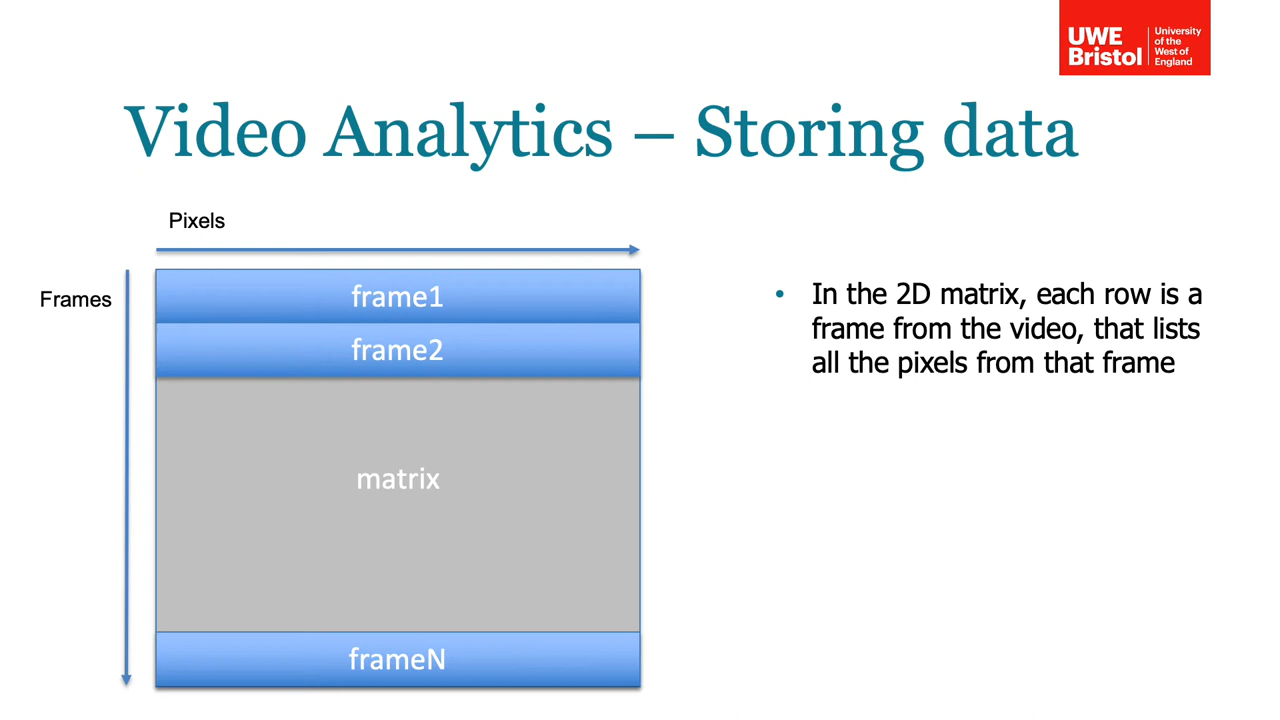 UWE
Bristol
University
of the
West of
England
Video Analytics – Storing data
Pixels
Frames
frame1
frame2
matrix
frameN
• In the 2D matrix, each row is a
frame from the video, that lists
all the pixels from that frame